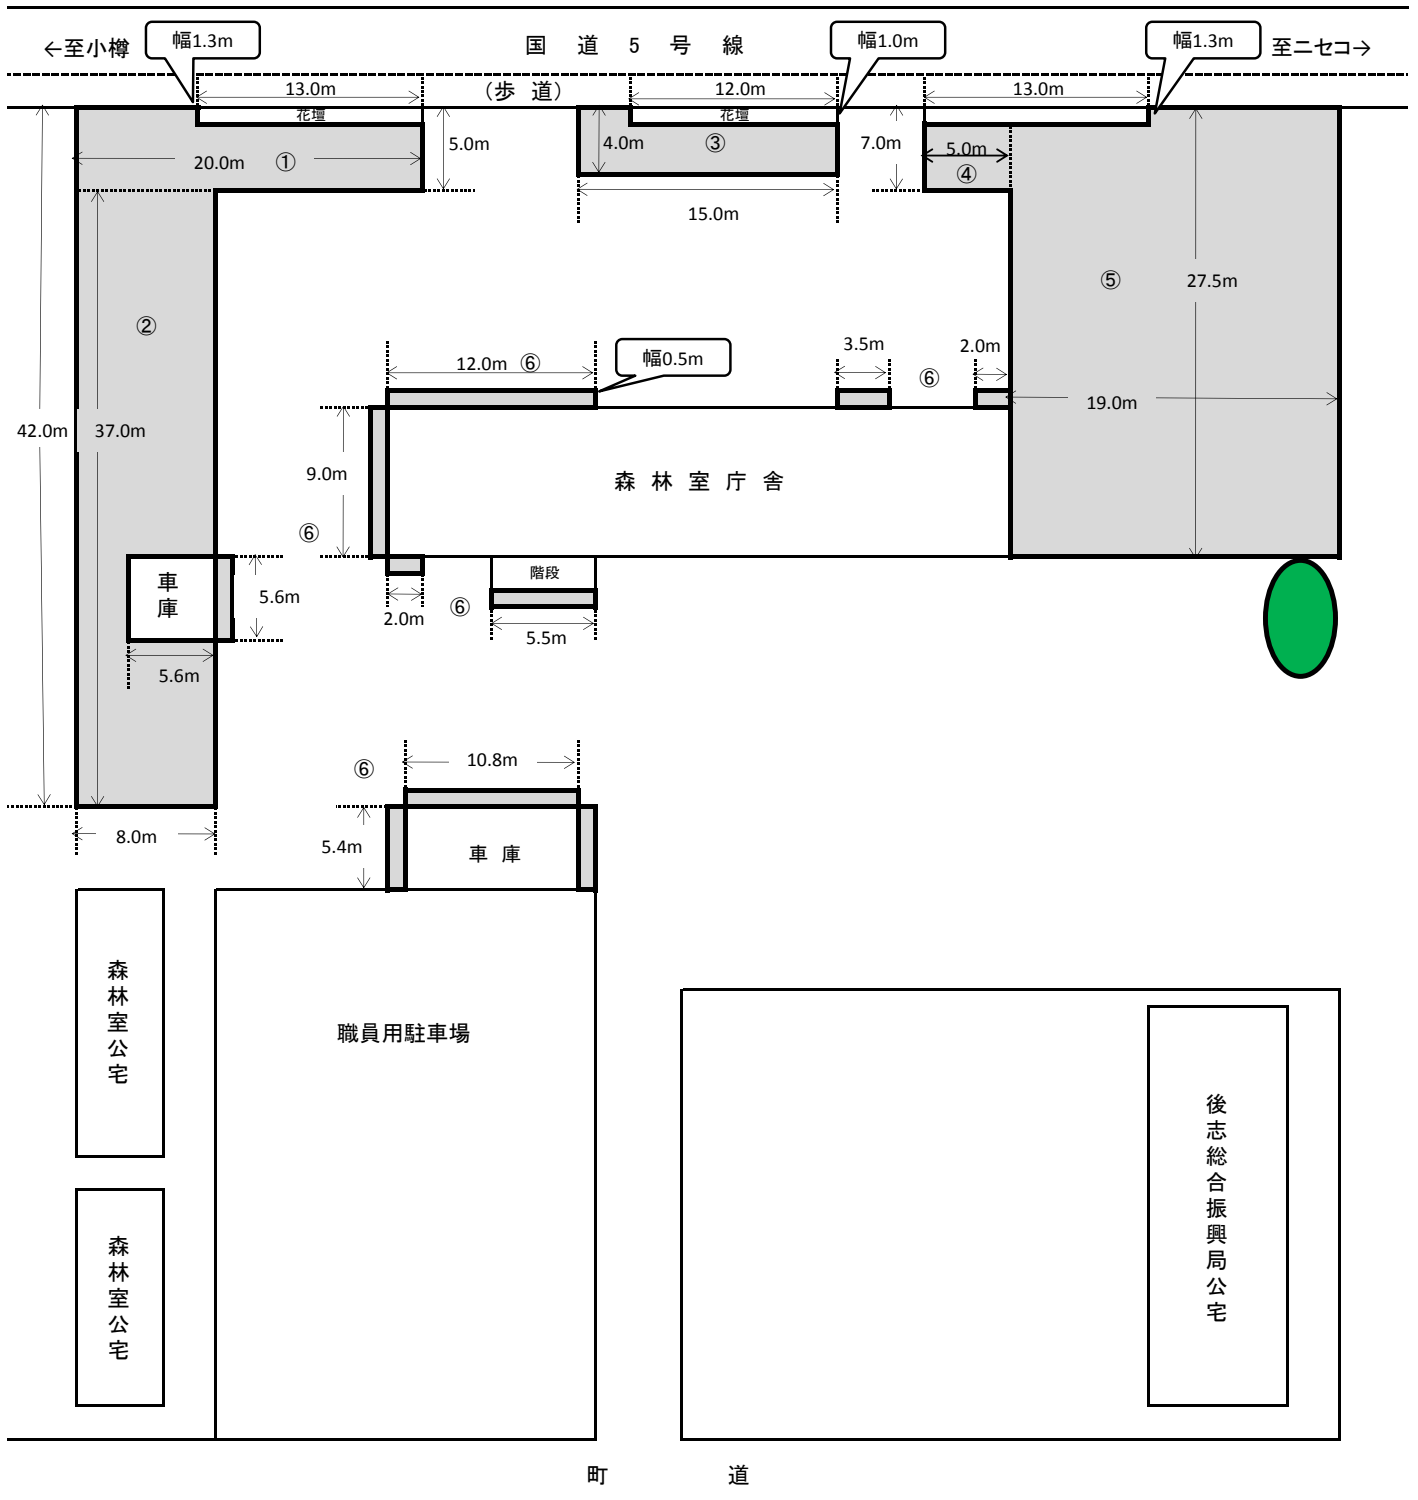 ←至小樽
幅1.3m
国道5号線
幅1.0m
幅1.3m
至ニセコ→
13.0m
(歩道)
12.0m
13.0m
花壇
花壇
5.0m
4.0m
③
7.0m
5.0m
20.0m
①
④
15.0m
⑤
27.5m
②
12.0m
⑥
幅0.5m
3.5m
⑥
2.0m
19.0m
42.0m
37.0m
9.0m
森林室庁舎
⑥
車庫
5.6m
階段
2.0m
⑥
5.5m
5.6m
⑥
10.8m
8.0m
5.4m
車庫
森林室公宅
職員用駐車場
後志総合振興局公宅
森林室公宅
町道